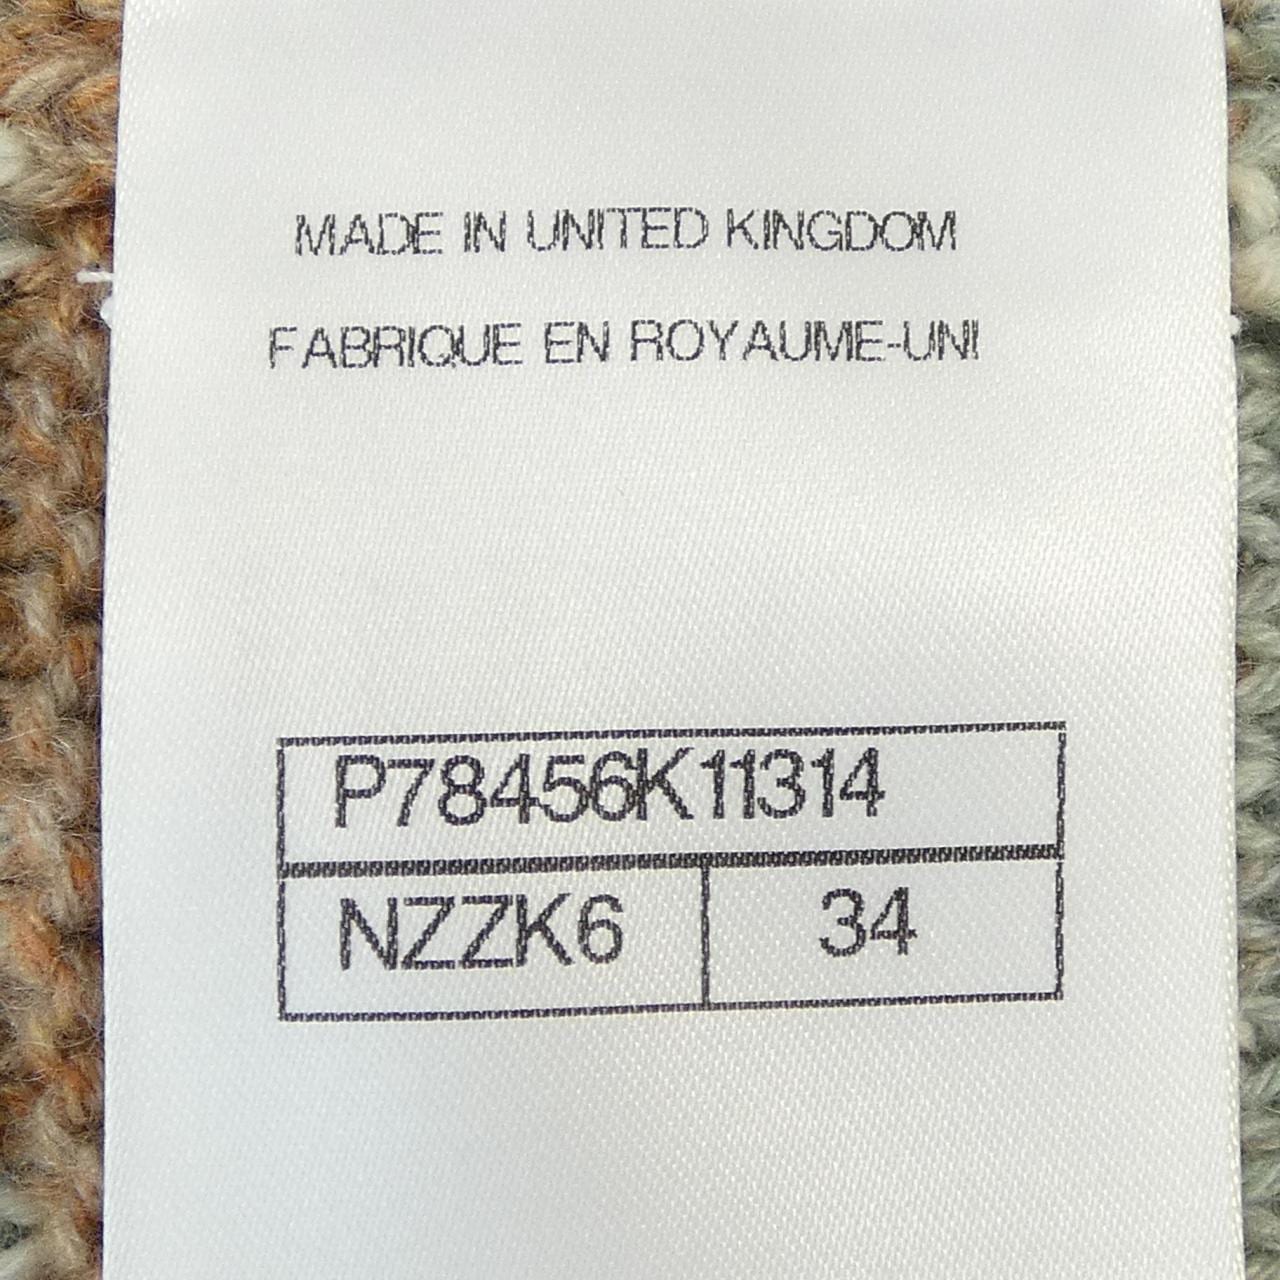 MADE IN UNITED KINGDOM
FABRIQUE EN ROYAUME-UNI
P78456K11314
NZZK6 34